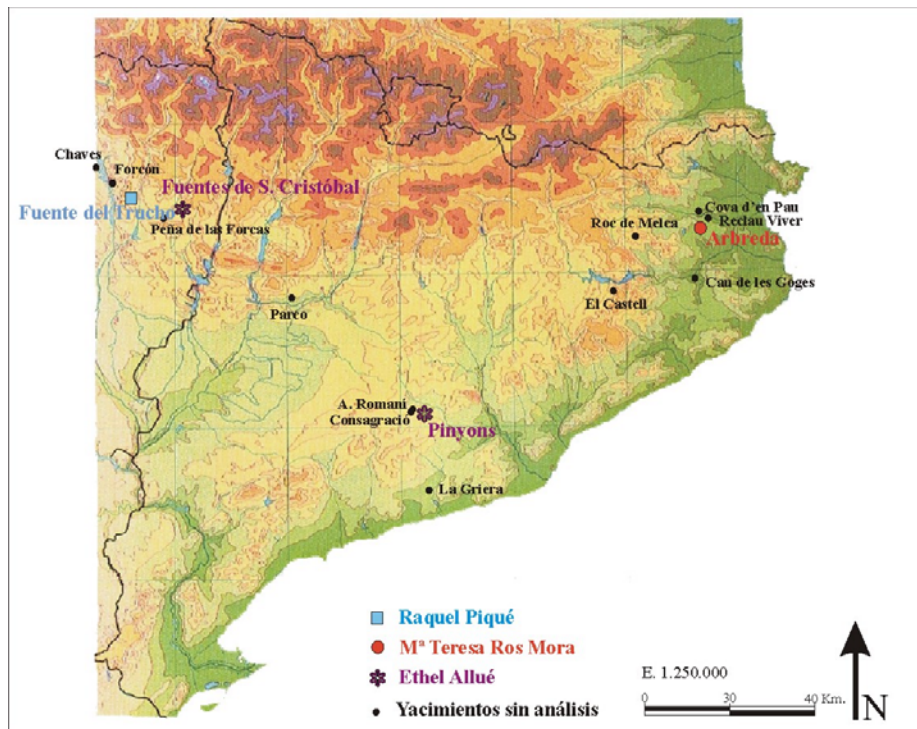 Chaves
Forcón
Fuentes de S. Cristóbal
Fuente del Trucho
Peña de las Forcas
Cova d'en Pau
Reclau Viver
Roc de Melca
Arbreda
Cau de les Goges
El Castell
Parco
A. Romaní
Consagració
Pinyons
La Griera
Raquel Piqué
Mª Teresa Ros Mora
Ethel Allué
Yacimientos sin análisis
E. 1.250.000
0 30 40 Km.
N